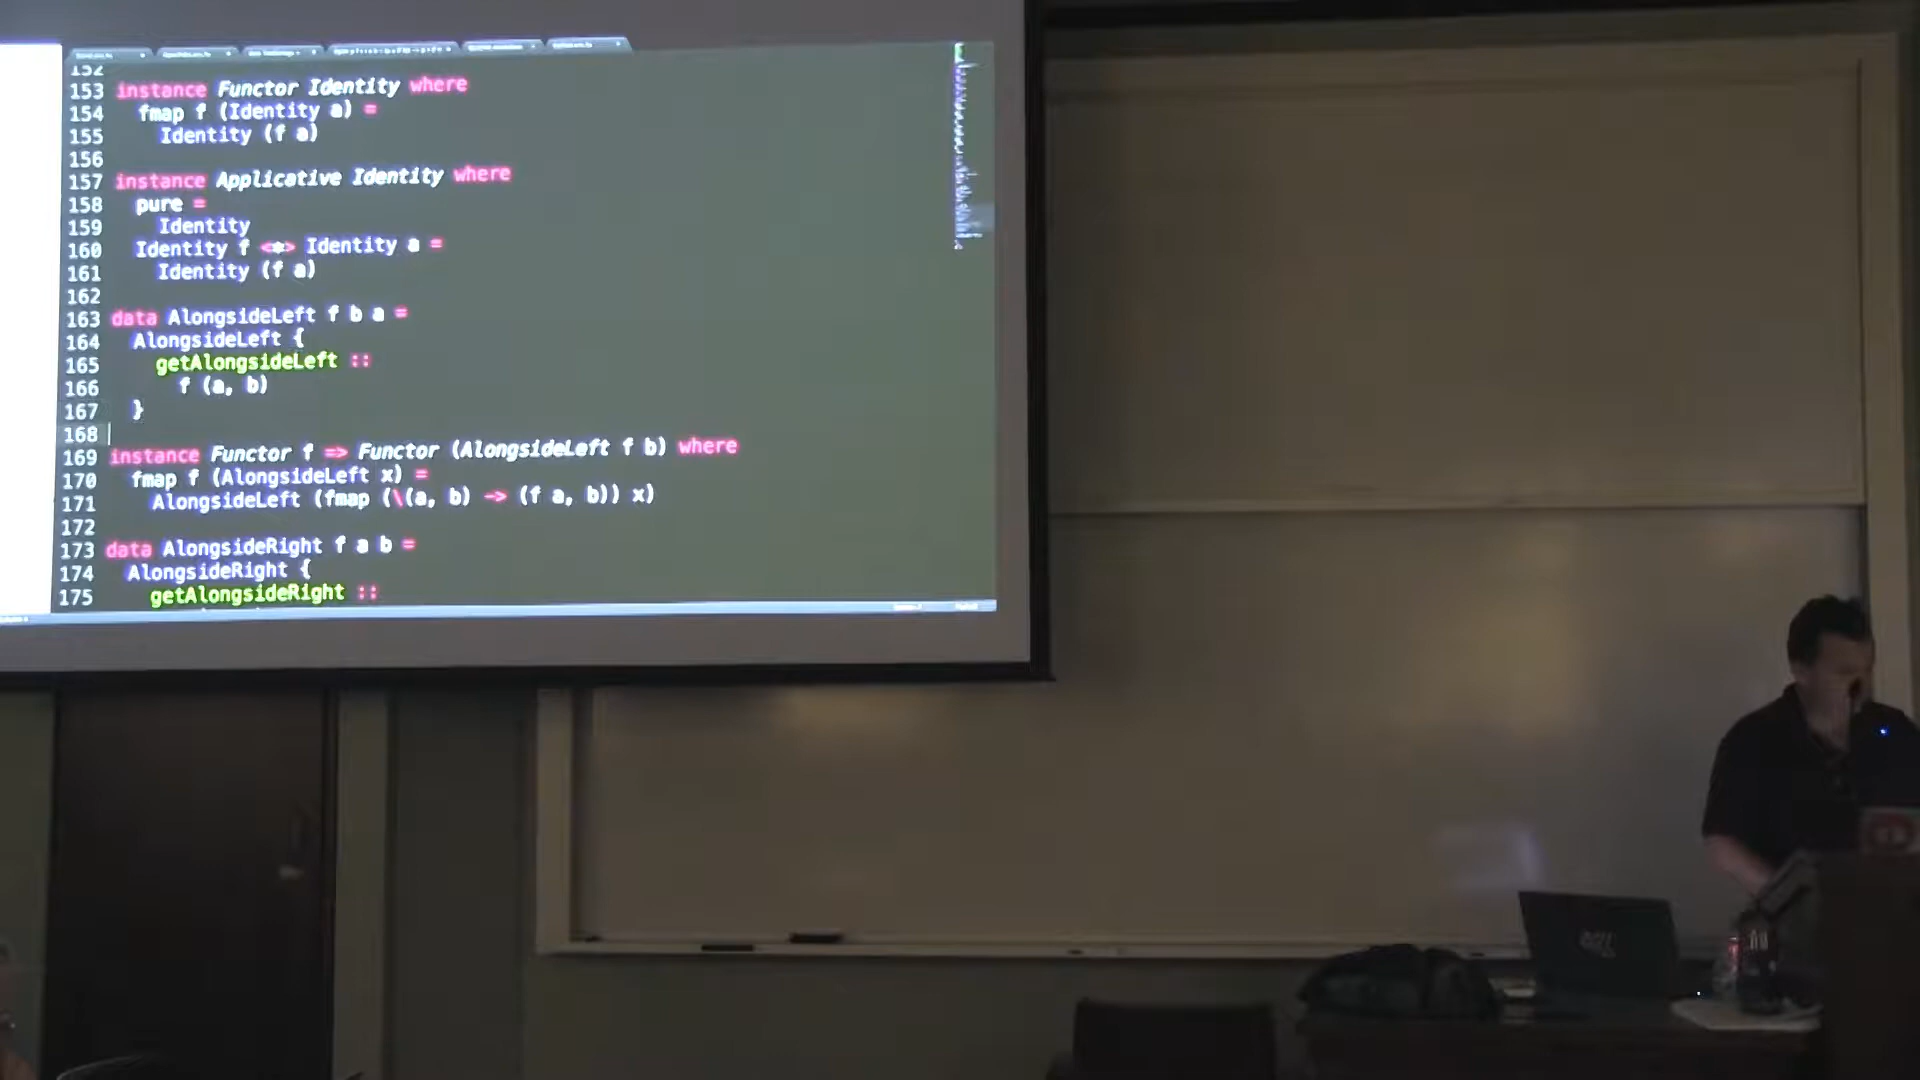 152
153 instance Functor Identity where
154 fmap f (Identity a) =
155 Identity (f a)
156
157 instance Applicative Identity where
158 pure =
159 Identity
160 Identity f <*> Identity a =
161 Identity (f a)
162
163 data AlongsideLeft f b a =
164 AlongsideLeft {
165 getAlongsideLeft ::
166 f (a, b)
167 }
168
169 instance Functor f => Functor (AlongsideLeft f b) where
170 fmap f (AlongsideLeft x) =
171 AlongsideLeft (fmap (\(a, b) -> (f a, b)) x)
172
173 data AlongsideRight f a b =
174 AlongsideRight {
175 getAlongsideRight ::